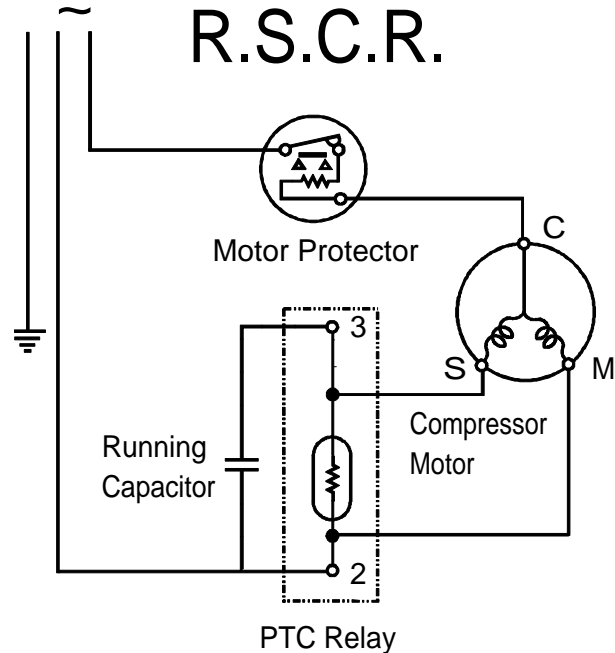 ~
R.S.C.R.
Motor Protector
C
3
S
M
Compressor
Motor
Running
Capacitor
2
PTC Relay